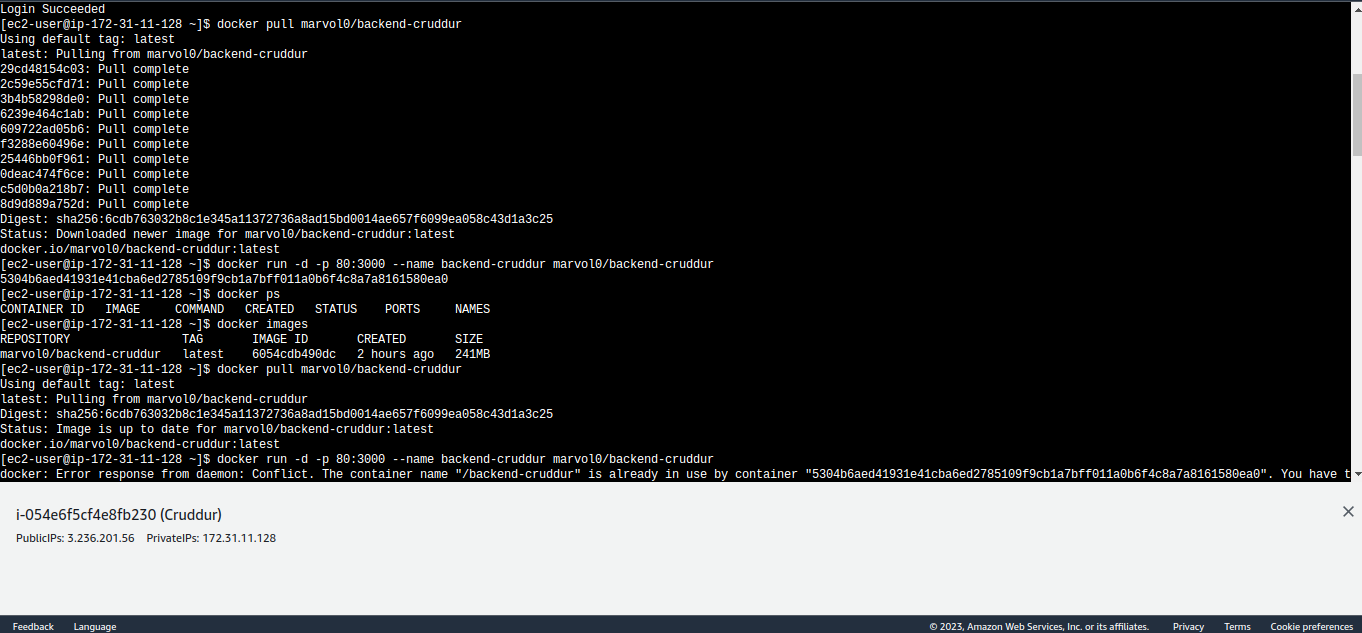 Login Succeeded
[ec2-user@ip-172-31-11-128 ~]$ docker pull marvol0/backend-cruddur
Using default tag: latest
latest: Pulling from marvol0/backend-cruddur
29cd48154c03: Pull complete
2c59e55cfd71: Pull complete
3b4b58298de0: Pull complete
6239e464c1ab: Pull complete
609722ad05b6: Pull complete
f3288e60496e: Pull complete
25446bb0f961: Pull complete
0deac474f6ce: Pull complete
c5d0b0a218b7: Pull complete
8d9d889a752d: Pull complete
Digest: sha256:6cdb763032b8c1e345a11372736a8ad15bd0014ae657f6099ea058c43d1a3c25
Status: Downloaded newer image for marvol0/backend-cruddur:latest
docker.io/marvol0/backend-cruddur:latest
[ec2-user@ip-172-31-11-128 ~]$ docker run -d -p 80:3000 --name backend-cruddur marvol0/backend-cruddur
5304b6aed41931e41cba6ed2785109f9cb1a7bff011a0b6f4c8a7a8161580ea0
[ec2-user@ip-172-31-11-128 ~]$ docker ps
CONTAINER ID   IMAGE     COMMAND   CREATED   STATUS    PORTS     NAMES
[ec2-user@ip-172-31-11-128 ~]$ docker images
REPOSITORY                TAG       IMAGE ID       CREATED       SIZE
marvol0/backend-cruddur   latest    6054cdb490dc   2 hours ago   241MB
[ec2-user@ip-172-31-11-128 ~]$ docker pull marvol0/backend-cruddur
Using default tag: latest
latest: Pulling from marvol0/backend-cruddur
Digest: sha256:6cdb763032b8c1e345a11372736a8ad15bd0014ae657f6099ea058c43d1a3c25
Status: Image is up to date for marvol0/backend-cruddur:latest
docker.io/marvol0/backend-cruddur:latest
[ec2-user@ip-172-31-11-128 ~]$ docker run -d -p 80:3000 --name backend-cruddur marvol0/backend-cruddur
docker: Error response from daemon: Conflict. The container name "/backend-cruddur" is already in use by container "5304b6aed41931e41cba6ed2785109f9cb1a7bff011a0b6f4c8a7a8161580ea0". You have t
i-054e6f5cf4e8fb230 (Cruddur)
PublicIPs: 3.236.201.56 PrivateIPs: 172.31.11.128
Feedback Language © 2023, Amazon Web Services, Inc. or its affiliates. Privacy Terms Cookie preferences